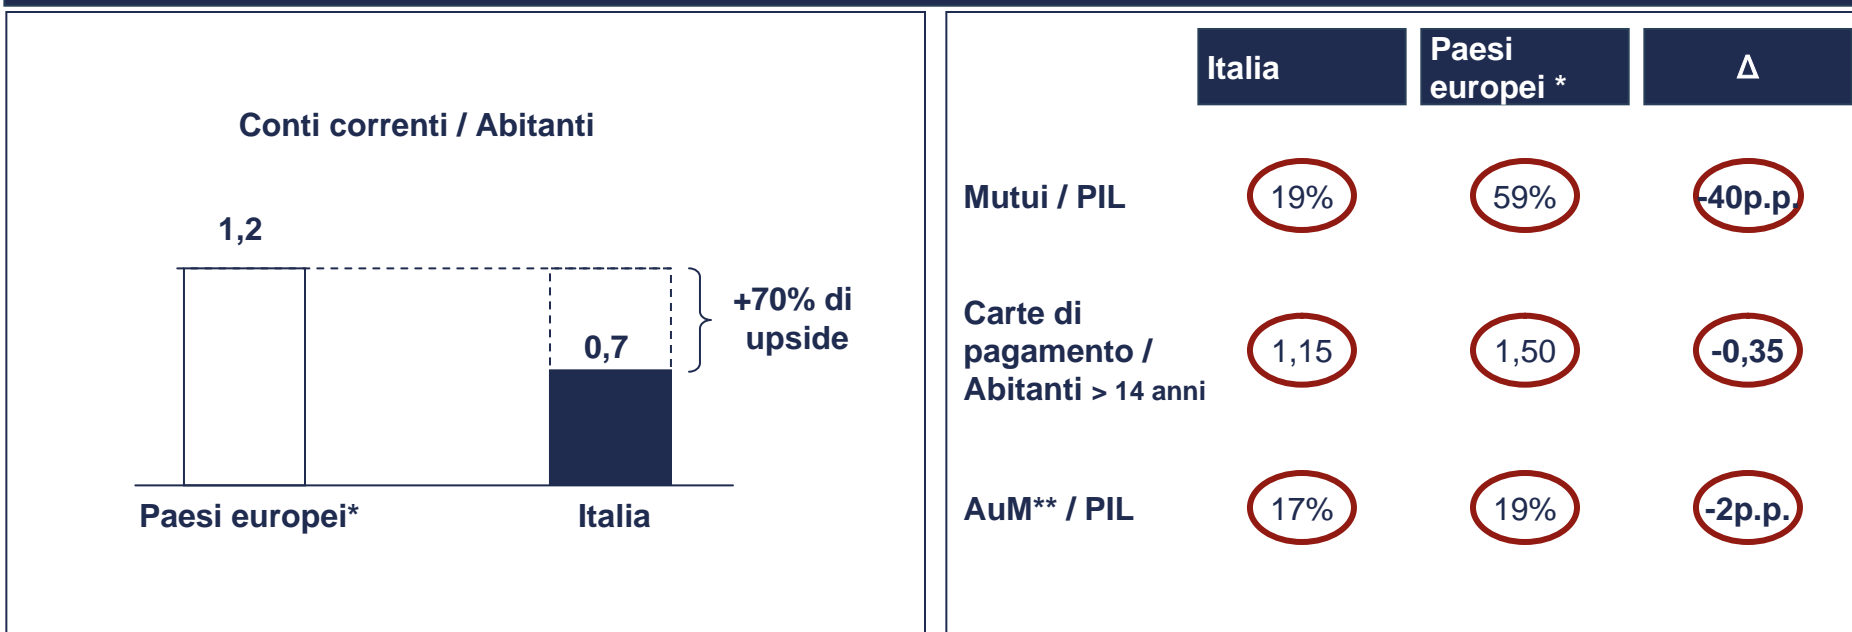 Conti correnti / Abitanti
1,2
0,7
+70% di
upside
Paesi europei*
Italia
Italia
Paesi
europei *
Δ
Mutui / PIL
19%
59%
-40p.p.
Carte di
pagamento /
Abitanti > 14 anni
1,15
1,50
-0,35
AuM** / PIL
17%
19%
-2p.p.